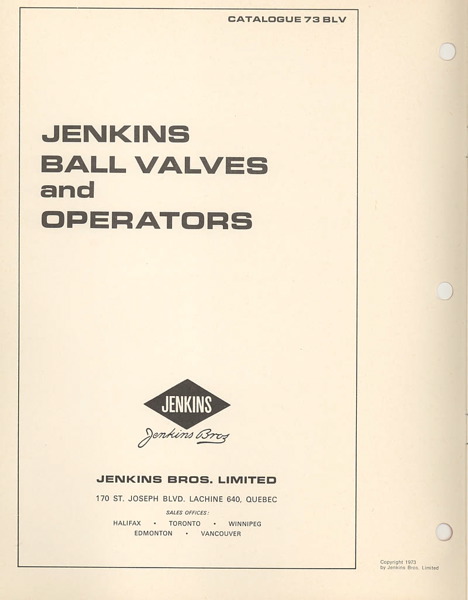 CATALOGUE 73 BLV
JENKINS
BALL VALVES
and
OPERATORS
JENKINS
Jenkins Bros
JENKINS BROS. LIMITED
170 ST. JOSEPH BLVD. LACHINE 640, QUEBEC
SALES OFFICES:
HALIFAX • TORONTO • WINNIPEG
EDMONTON • VANCOUVER
Copyright 1973
by Jenkins Bros. Limited